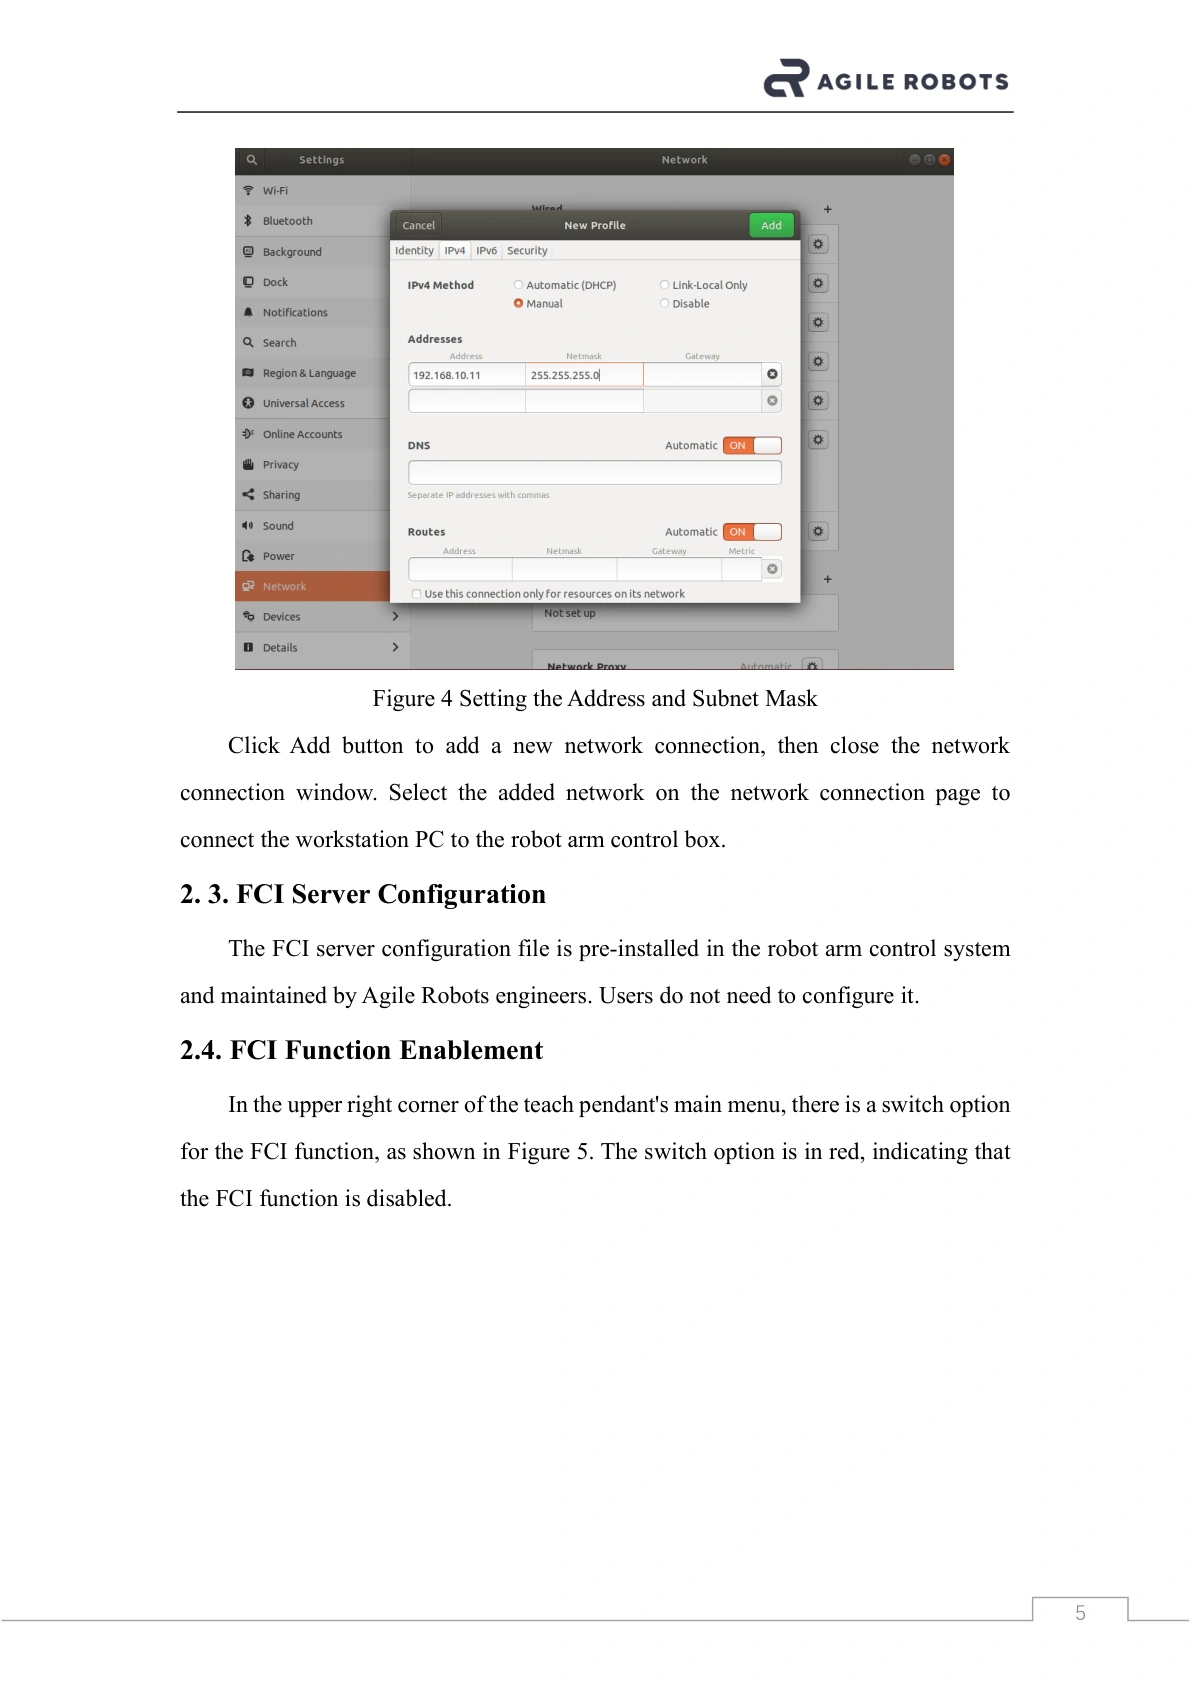 AGILE ROBOTS
Settings
Network
Wi-Fi
Bluetooth
Background
Dock
Notifications
Search
Region & Language
Universal Access
Online Accounts
Privacy
Sharing
Sound
Power
Network
Devices
Details
Wired
Cancel
New Profile
Add
Identity IPv4 IPv6 Security
IPv4 Method Automatic (DHCP) Link-Local Only
Manual Disable
Addresses
Address Netmask Gateway
192.168.10.11 255.255.255.0
DNS Automatic ON
Separate IP addresses with commas
Routes Automatic ON
Address Netmask Gateway Metric
Use this connection only for resources on its network
Not set up
Network Proxy Automatic
Figure 4 Setting the Address and Subnet Mask
Click Add button to add a new network connection, then close the network
connection window. Select the added network on the network connection page to
connect the workstation PC to the robot arm control box.
2. 3. FCI Server Configuration
The FCI server configuration file is pre-installed in the robot arm control system
and maintained by Agile Robots engineers. Users do not need to configure it.
2.4. FCI Function Enablement
In the upper right corner of the teach pendant's main menu, there is a switch option
for the FCI function, as shown in Figure 5. The switch option is in red, indicating that
the FCI function is disabled.
5